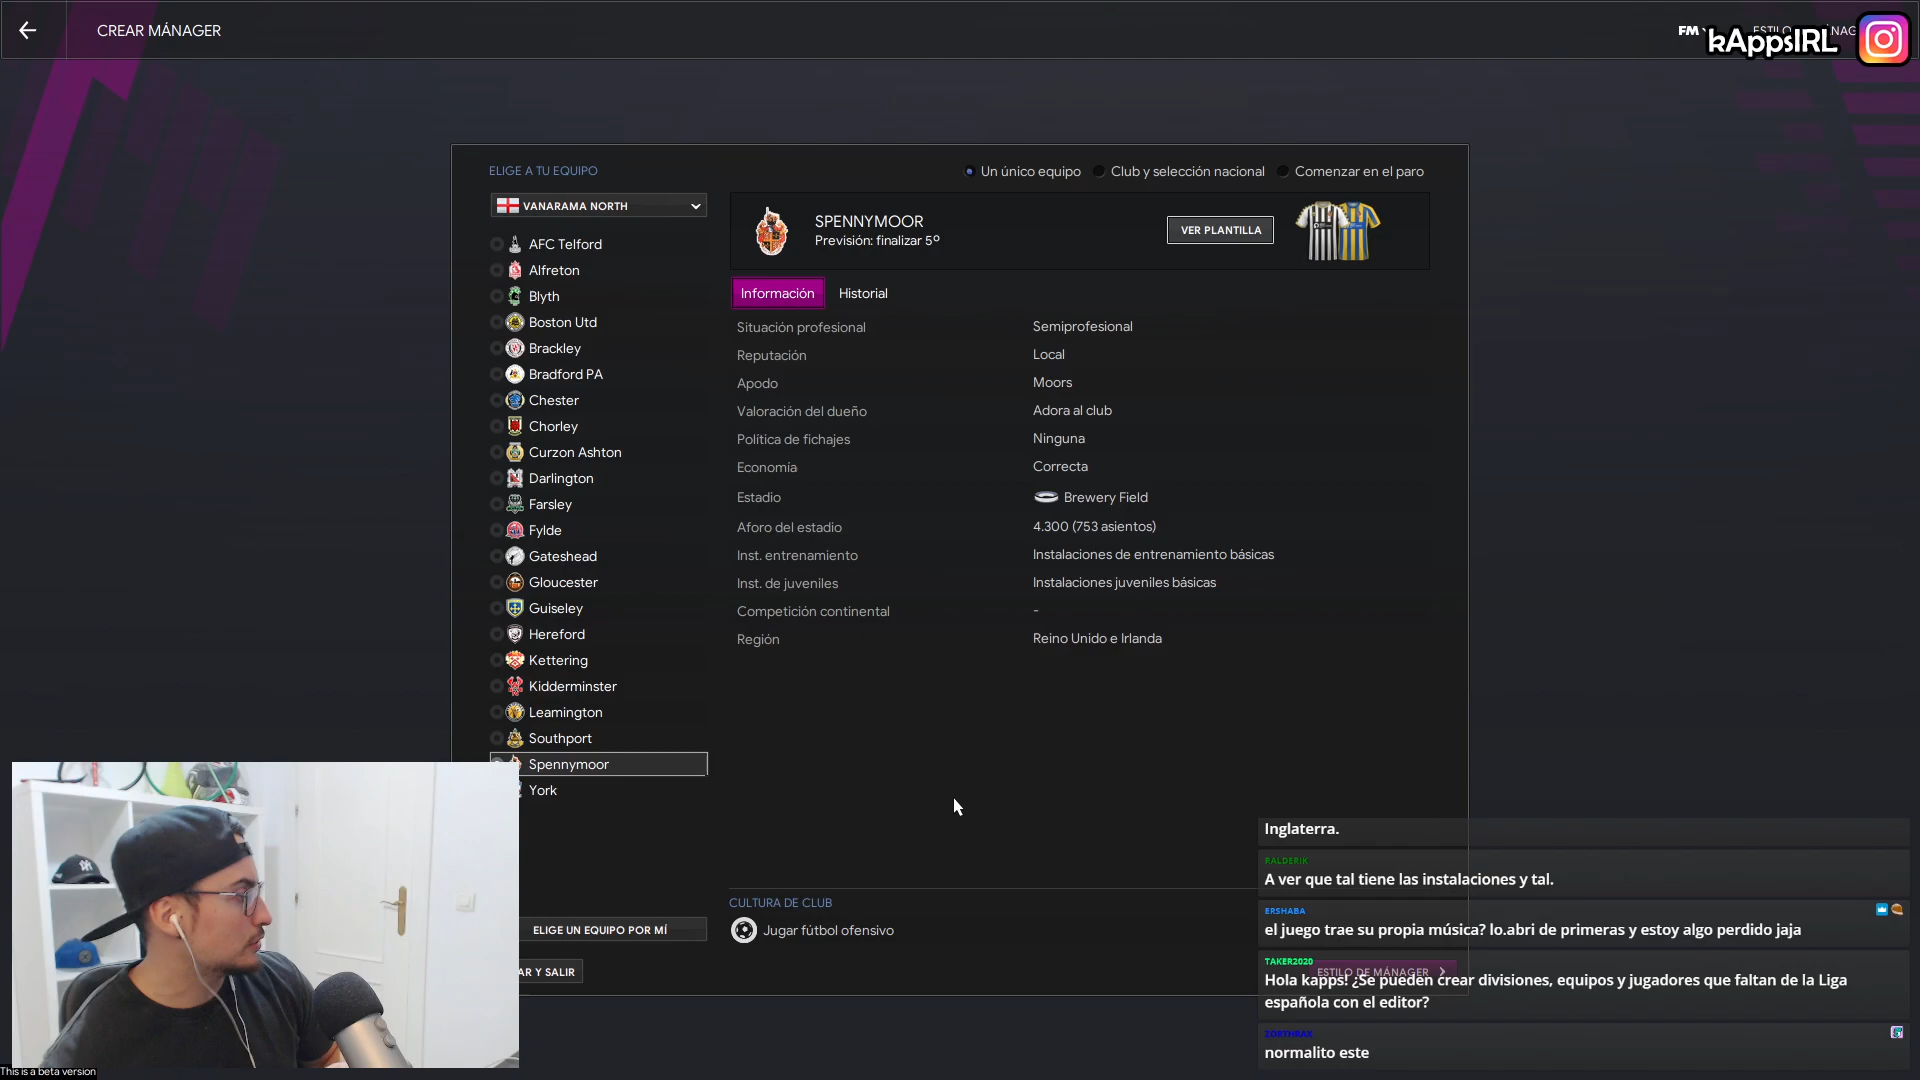 CREAR MÁNAGER
FM
kAppsIRL
ELIGE A TU EQUIPO
Un único equipo
Club y selección nacional
Comenzar en el paro
VANARAMA NORTH
AFC Telford
Alfreton
Blyth
Boston Utd
Brackley
Bradford PA
Chester
Chorley
Curzon Ashton
Darlington
Farsley
Fylde
Gateshead
Gloucester
Guiseley
Hereford
Kettering
Kidderminster
Leamington
Southport
Spennymoor
York
SPENNYMOOR
Previsión: finalizar 5º
VER PLANTILLA
Información
Historial
Situación profesional Semiprofesional
Reputación Local
Apodo Moors
Valoración del dueño Adora al club
Política de fichajes Ninguna
Economía Correcta
Estadio Brewery Field
Aforo del estadio 4.300 (753 asientos)
Inst. entrenamiento Instalaciones de entrenamiento básicas
Inst. de juveniles Instalaciones juveniles básicas
Competición continental -
Región Reino Unido e Irlanda
CULTURA DE CLUB
Jugar fútbol ofensivo
ELIGE UN EQUIPO POR MÍ
AR Y SALIR
ESTILO DE MÁNAGER
Inglaterra.
RALDERIK
A ver que tal tiene las instalaciones y tal.
ERSHABA
el juego trae su propia música? lo.abri de primeras y estoy algo perdido jaja
TAKER2020
Hola kapps! ¿Se pueden crear divisiones, equipos y jugadores que faltan de la Liga
española con el editor?
ZORTHRAX
normalito este
This is a beta version